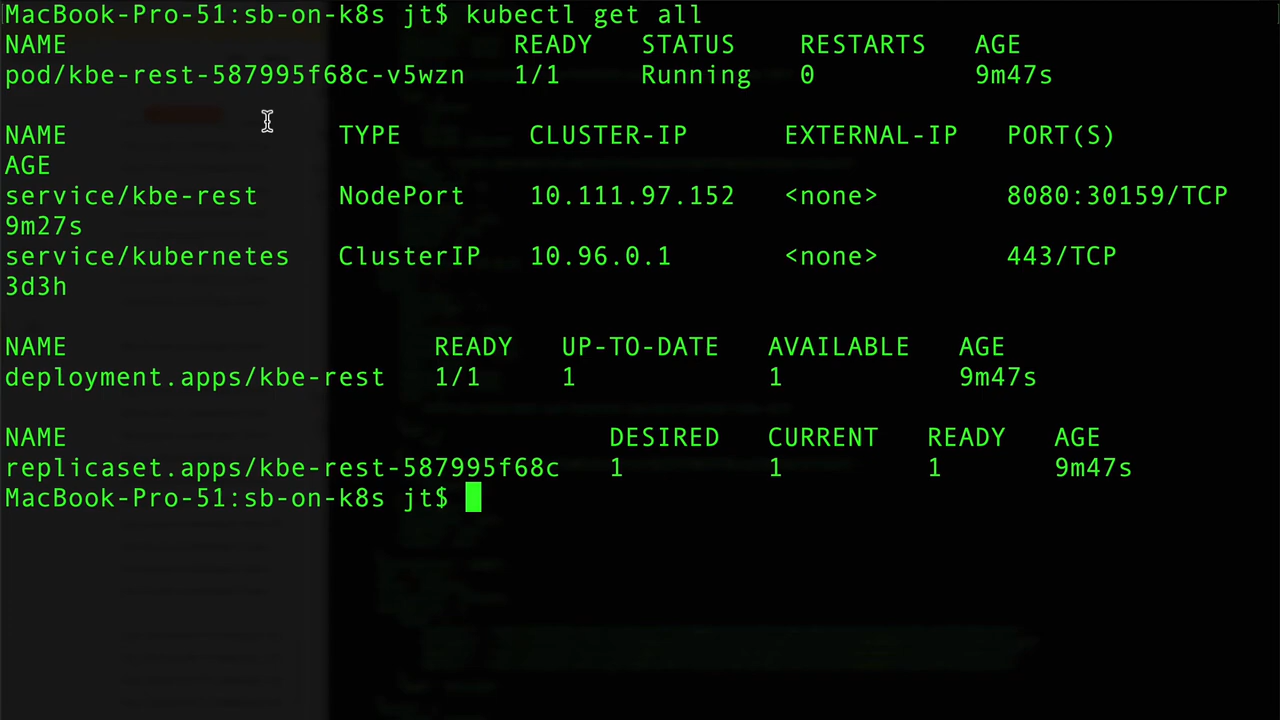 MacBook-Pro-51:sb-on-k8s jt$ kubectl get all
NAME READY STATUS RESTARTS AGE
pod/kbe-rest-587995f68c-v5wzn 1/1 Running 0 9m47s
NAME TYPE CLUSTER-IP EXTERNAL-IP PORT(S)
AGE
service/kbe-rest NodePort 10.111.97.152 <none> 8080:30159/TCP
9m27s
service/kubernetes ClusterIP 10.96.0.1 <none> 443/TCP
3d3h
NAME READY UP-TO-DATE AVAILABLE AGE
deployment.apps/kbe-rest 1/1 1 1 9m47s
NAME DESIRED CURRENT READY AGE
replicaset.apps/kbe-rest-587995f68c 1 1 1 9m47s
MacBook-Pro-51:sb-on-k8s jt$